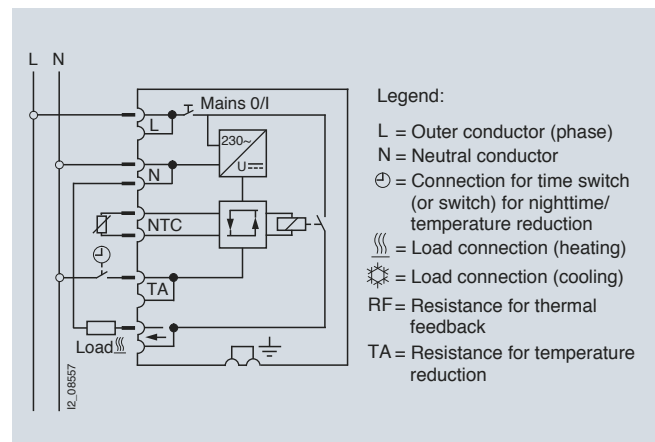 L N
Mains 0/I
L
230~
U
N
NTC
TA
Load
I2_08557
Legend:
L = Outer conductor (phase)
N = Neutral conductor
= Connection for time switch
(or switch) for nighttime/
temperature reduction
= Load connection (heating)
= Load connection (cooling)
RF = Resistance for thermal
feedback
TA = Resistance for temperature
reduction